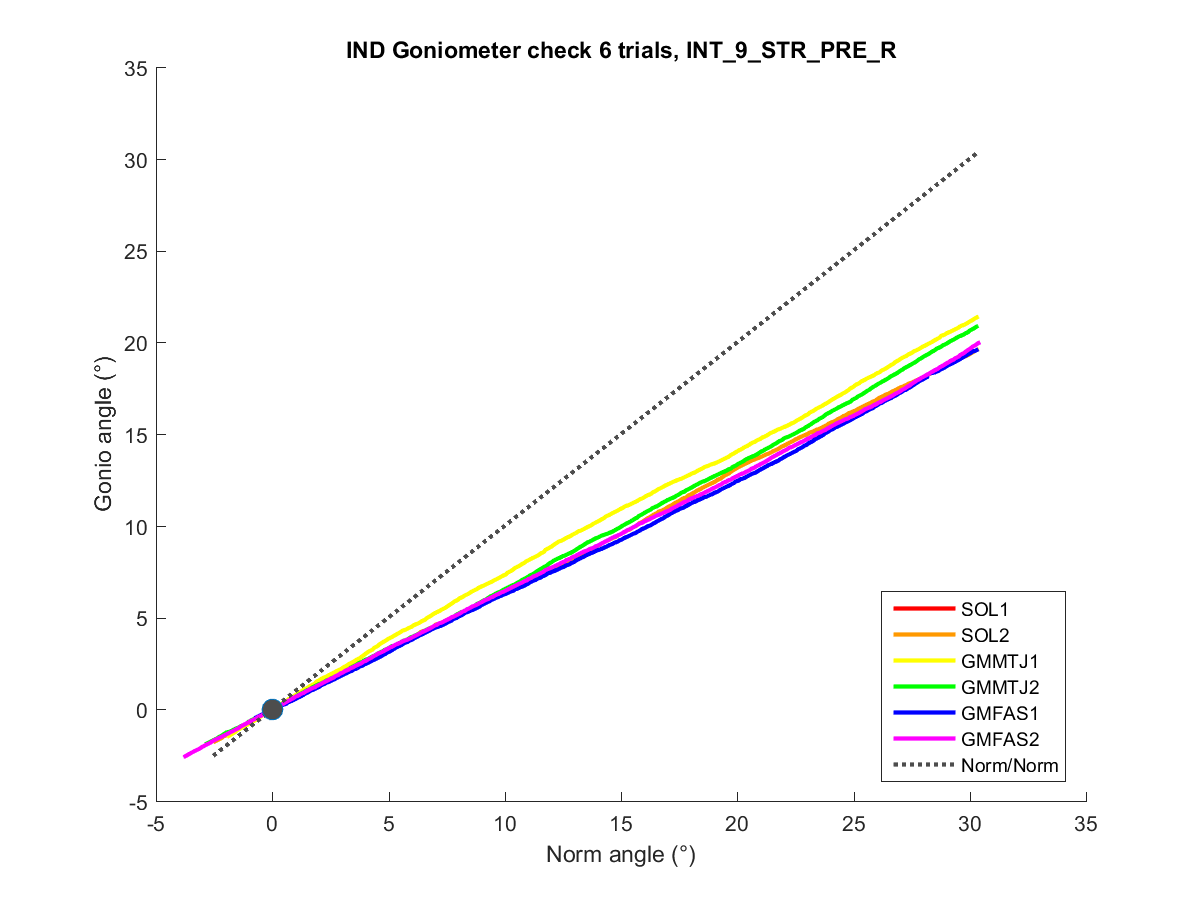 IND Goniometer check 6 trials, INT_9_STR_PRE_R
35
30
25
20
15
10
5
0
-5
Gonio angle (°)
-5 0 5 10 15 20 25 30 35
Norm angle (°)
SOL1
SOL2
GMMTJ1
GMMTJ2
GMFAS1
GMFAS2
Norm/Norm